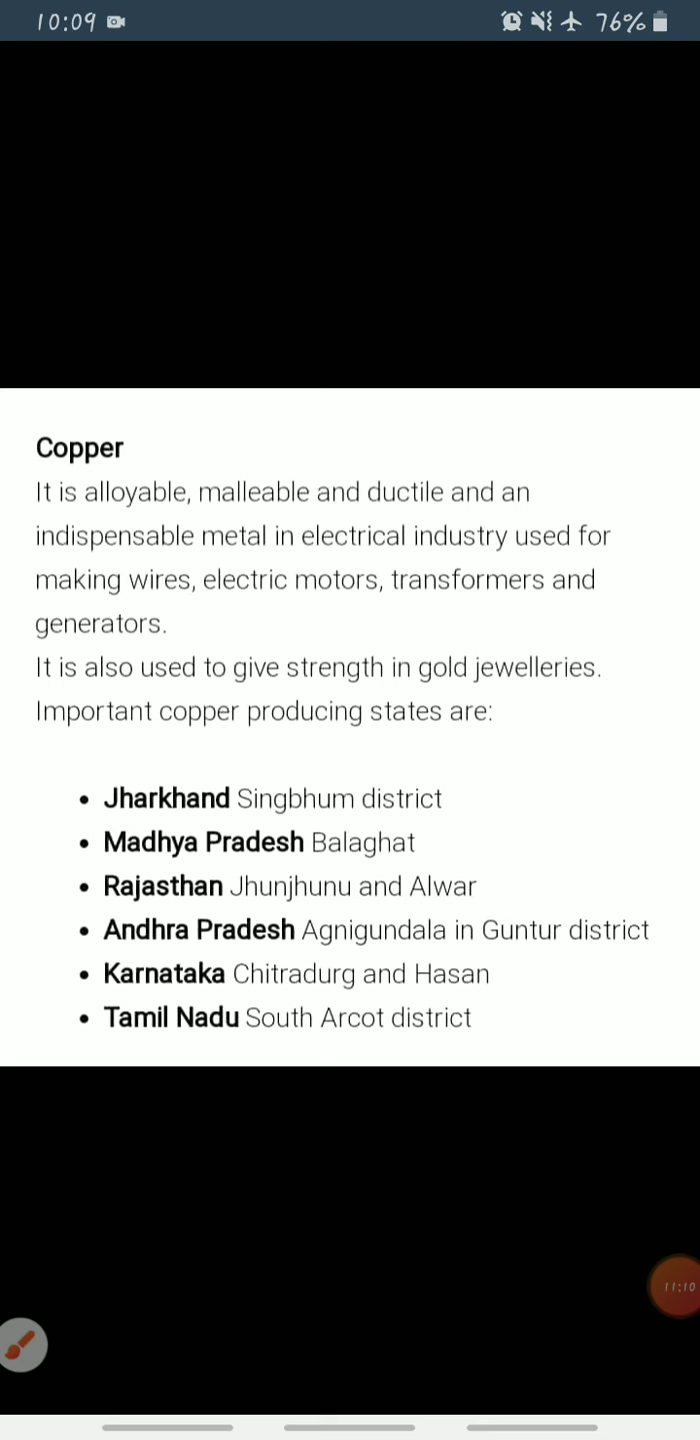 10:09
76%
Copper
It is alloyable, malleable and ductile and an
indispensable metal in electrical industry used for
making wires, electric motors, transformers and
generators.
It is also used to give strength in gold jewelleries.
Important copper producing states are:
• Jharkhand Singbhum district
• Madhya Pradesh Balaghat
• Rajasthan Jhunjhunu and Alwar
• Andhra Pradesh Agnigundala in Guntur district
• Karnataka Chitradurg and Hasan
• Tamil Nadu South Arcot district
11:10